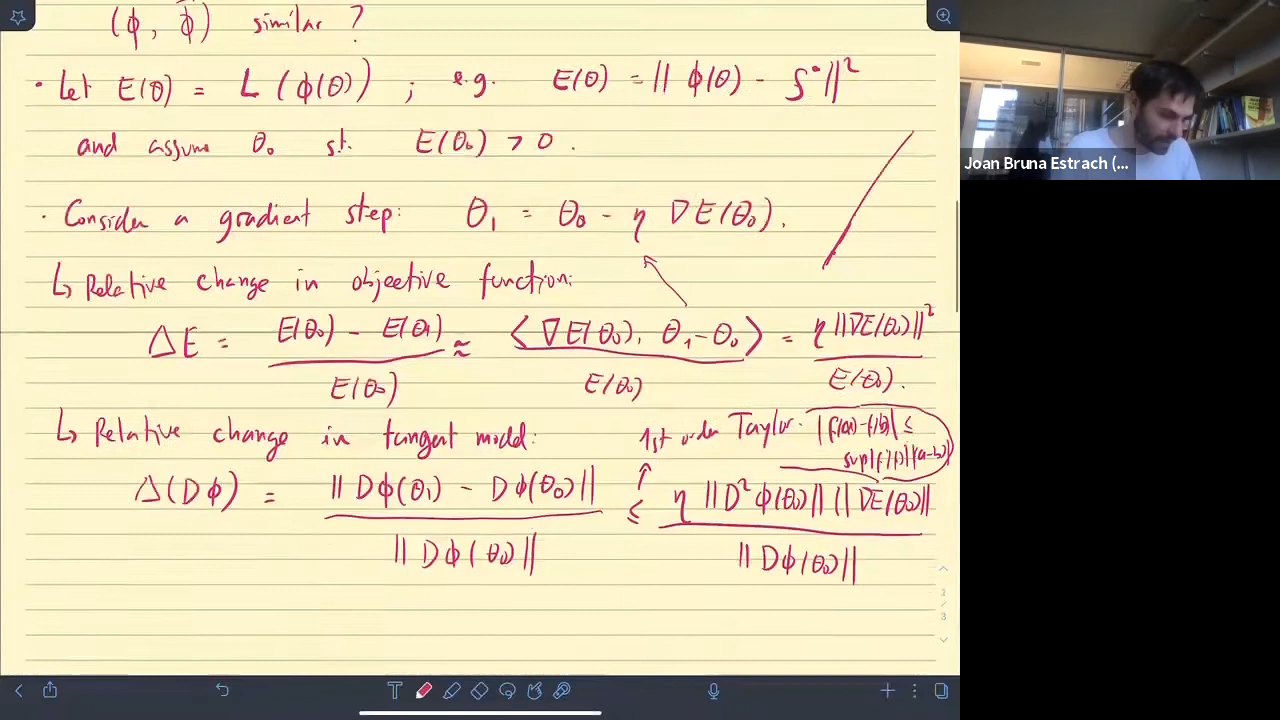 (ϕ, ϕ̄) similar ?
· Let E(θ) = L(ϕ(θ)) ; e.g. E(θ) = || ϕ(θ) - f* ||²
and assume θ₀ st. E(θ₀) > 0 .
· Consider a gradient step: θ₁ = θ₀ - η ∇E(θ₀).
↳ Relative change in objective function:
ΔE = (E(θ₀) - E(θ₁)) / E(θ₀) ≈ ⟨∇E(θ₀), θ₁-θ₀⟩ / E(θ₀) = η ||∇E(θ₀)||² / E(θ₀).
↳ Relative change in tangent model:
1st order Taylor. |f(a)-f(b)| ≤
sup|f'(p)| |a-b|
Δ(Dϕ) = || Dϕ(θ₁) - Dϕ(θ₀) || / || Dϕ(θ₀) || ≤ η || D²ϕ(θ₀) || || ∇E(θ₀) || / || Dϕ(θ₀) ||
Joan Bruna Estrach (...
T